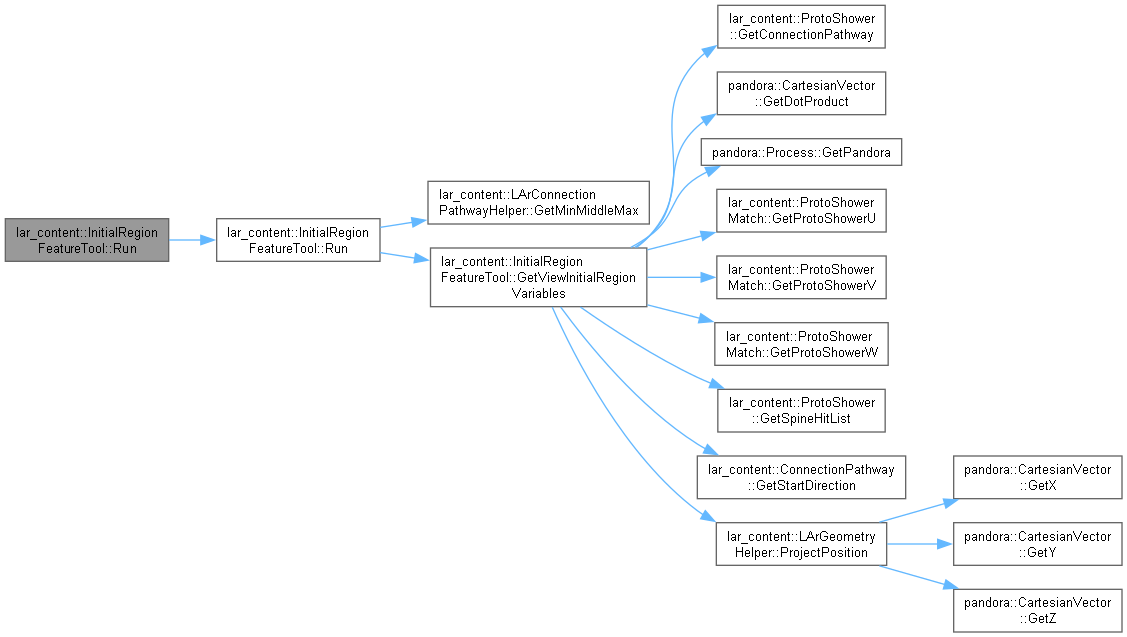 lar_content::InitialRegion
FeatureTool::Run
lar_content::InitialRegion
FeatureTool::Run
lar_content::LArConnection
PathwayHelper::GetMinMiddleMax
lar_content::InitialRegion
FeatureTool::GetViewInitialRegion
Variables
lar_content::ProtoShower
::GetConnectionPathway
pandora::CartesianVector
::GetDotProduct
pandora::Process::GetPandora
lar_content::ProtoShower
Match::GetProtoShowerU
lar_content::ProtoShower
Match::GetProtoShowerV
lar_content::ProtoShower
Match::GetProtoShowerW
lar_content::ProtoShower
::GetSpineHitList
lar_content::ConnectionPathway
::GetStartDirection
lar_content::LArGeometry
Helper::ProjectPosition
pandora::CartesianVector
::GetX
pandora::CartesianVector
::GetY
pandora::CartesianVector
::GetZ